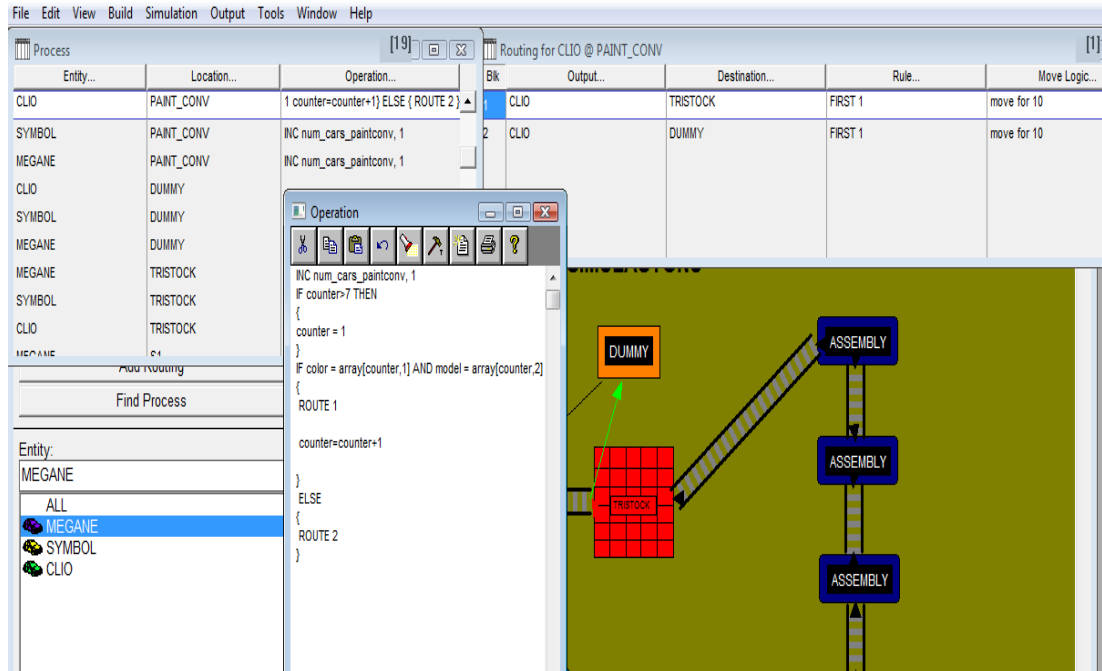 File Edit View Build Simulation Output Tools Window Help
Process [19]
Entity... Location... Operation...
CLIO PAINT_CONV 1 counter=counter+1} ELSE { ROUTE 2 }
SYMBOL PAINT_CONV INC num_cars_paintconv, 1
MEGANE PAINT_CONV INC num_cars_paintconv, 1
CLIO DUMMY
SYMBOL DUMMY
MEGANE DUMMY
MEGANE TRISTOCK
SYMBOL TRISTOCK
CLIO TRISTOCK
Routing for CLIO @ PAINT_CONV [1]
Blk Output... Destination... Rule... Move Logic...
1 CLIO TRISTOCK FIRST 1 move for 10
2 CLIO DUMMY FIRST 1 move for 10
Add Routing
Find Process
Entity:
MEGANE
ALL
MEGANE
SYMBOL
CLIO
Operation
INC num_cars_paintconv, 1
IF counter>7 THEN
{
counter = 1
}
IF color = array[counter,1] AND model = array[counter,2]
{
ROUTE 1
counter=counter+1
}
ELSE
{
ROUTE 2
}
DUMMY
TRISTOCK
ASSEMBLY
ASSEMBLY
ASSEMBLY